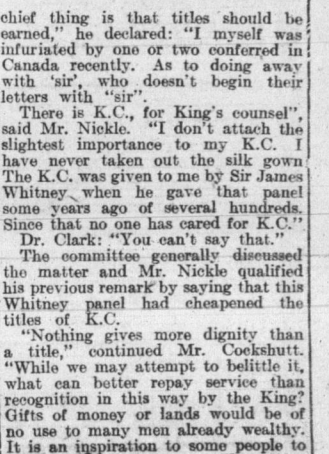 chief thing is that titles should be
earned," he declared: "I myself was
infuriated by one or two conferred in
Canada recently. As to doing away
with 'sir', who doesn't begin their
letters with "sir".
There is K.C., for King's counsel",
said Mr. Nickle. "I don't attach the
slightest importance to my K.C. I
have never taken out the silk gown
The K.C. was given to me by Sir James
Whitney when he gave that panel
some years ago of several hundreds.
Since that no one has cared for K.C."
Dr. Clark: "You can't say that."
The committee generally discussed
the matter and Mr. Nickle qualified
his previous remark by saying that this
Whitney panel had cheapened the
titles of K.C.
"Nothing gives more dignity than
a title," continued Mr. Cockshutt.
"While we may attempt to belittle it,
what can better repay service than
recognition in this way by the King?
Gifts of money or lands would be of
no use to many men already wealthy.
It is an inspiration to some people to